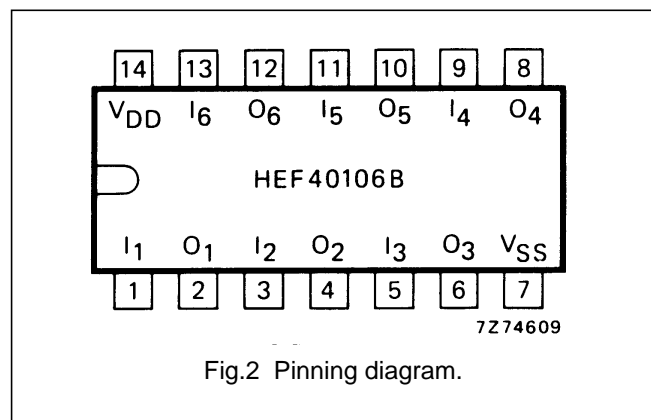 14 13 12 11 10 9 8
VDD I6 O6 I5 O5 I4 O4
HEF40106B
I1 O1 I2 O2 I3 O3 VSS
1 2 3 4 5 6 7
7Z74609
Fig.2 Pinning diagram.